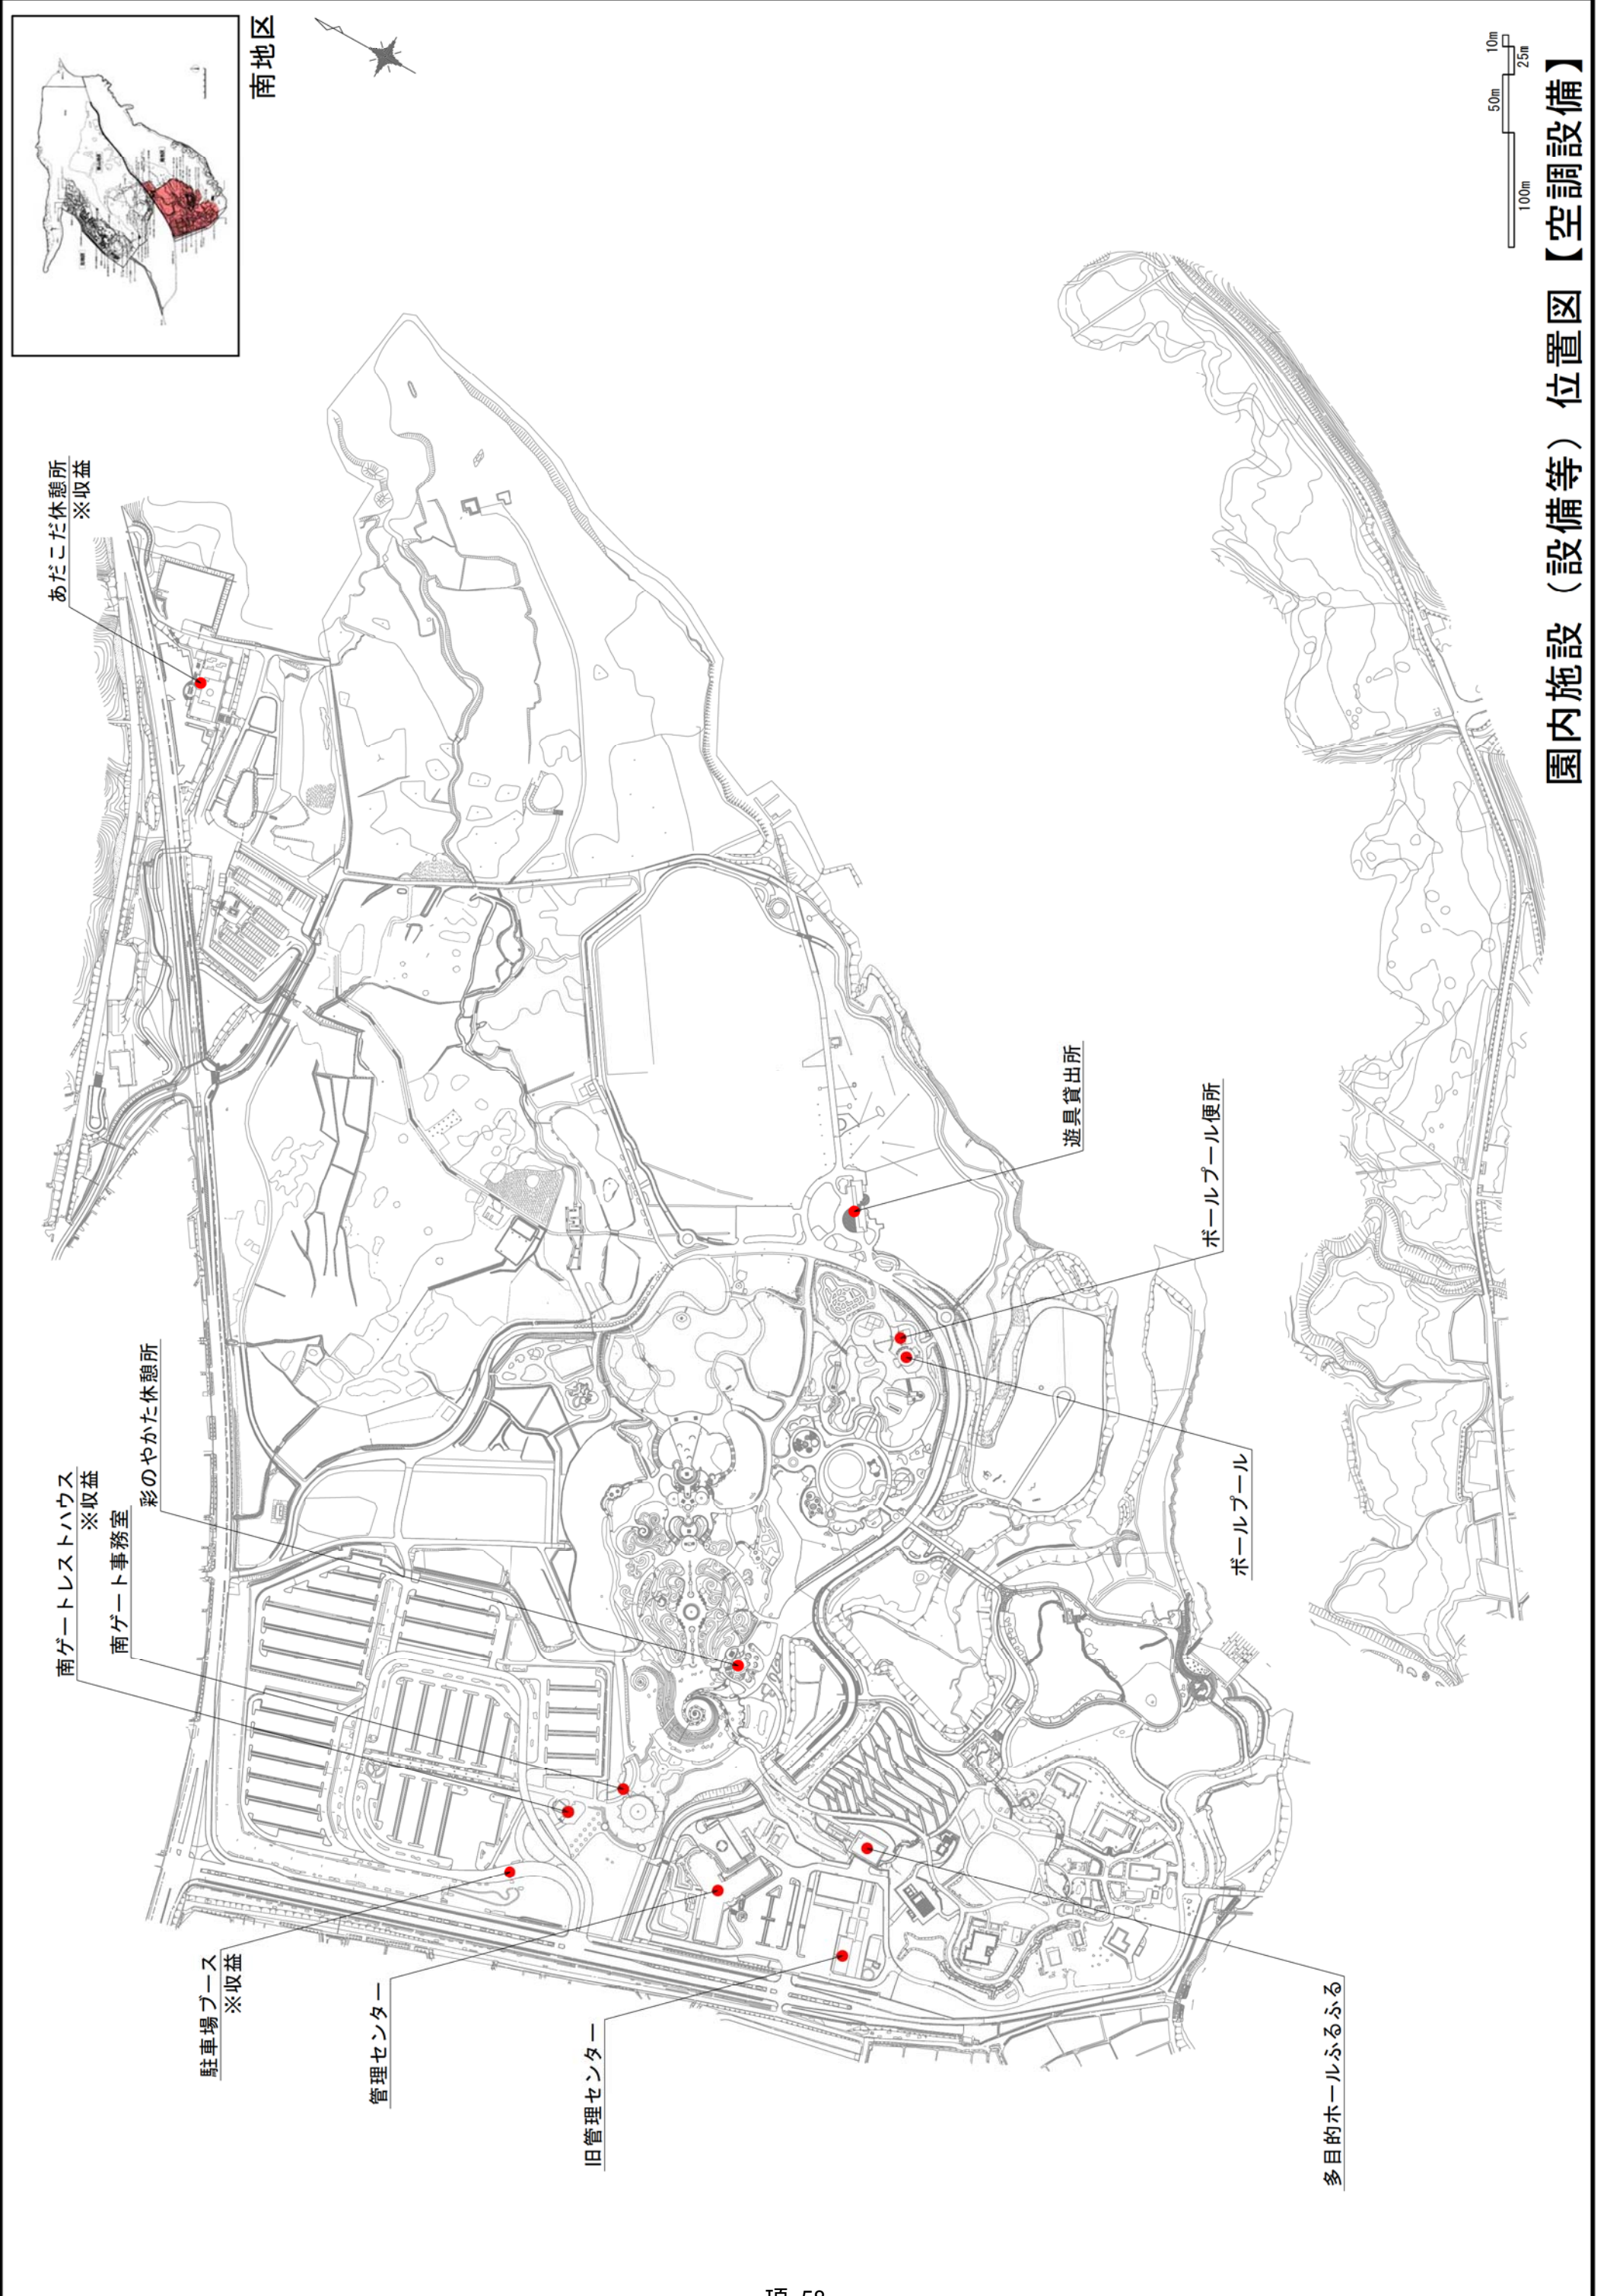 園内施設（設備等）位置図【空調設備】
南地区
10m
25m
50m
100m
あだこだ休憩所
※収益
彩のやかた休憩所
南ゲート事務室
南ゲートレストハウス
※収益
駐車場ブース
※収益
管理センター
旧管理センター
多目的ホールふるふる
ボールプール
ボールプール便所
遊具貸出所